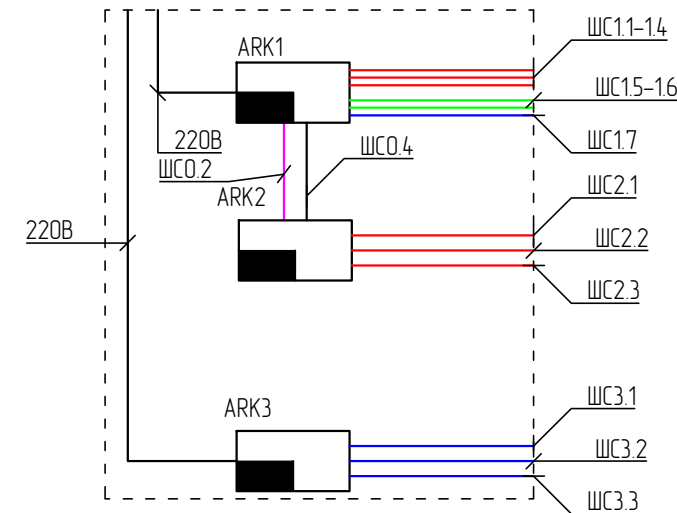 ШС1.1-1.4
ARK1
ШС1.5-1.6
220В
ШС0.4
ШС1.7
ШС0.2
ARK2
ШС2.1
220В
ШС2.2
ШС2.3
ARK3
ШС3.1
ШС3.2
ШС3.3